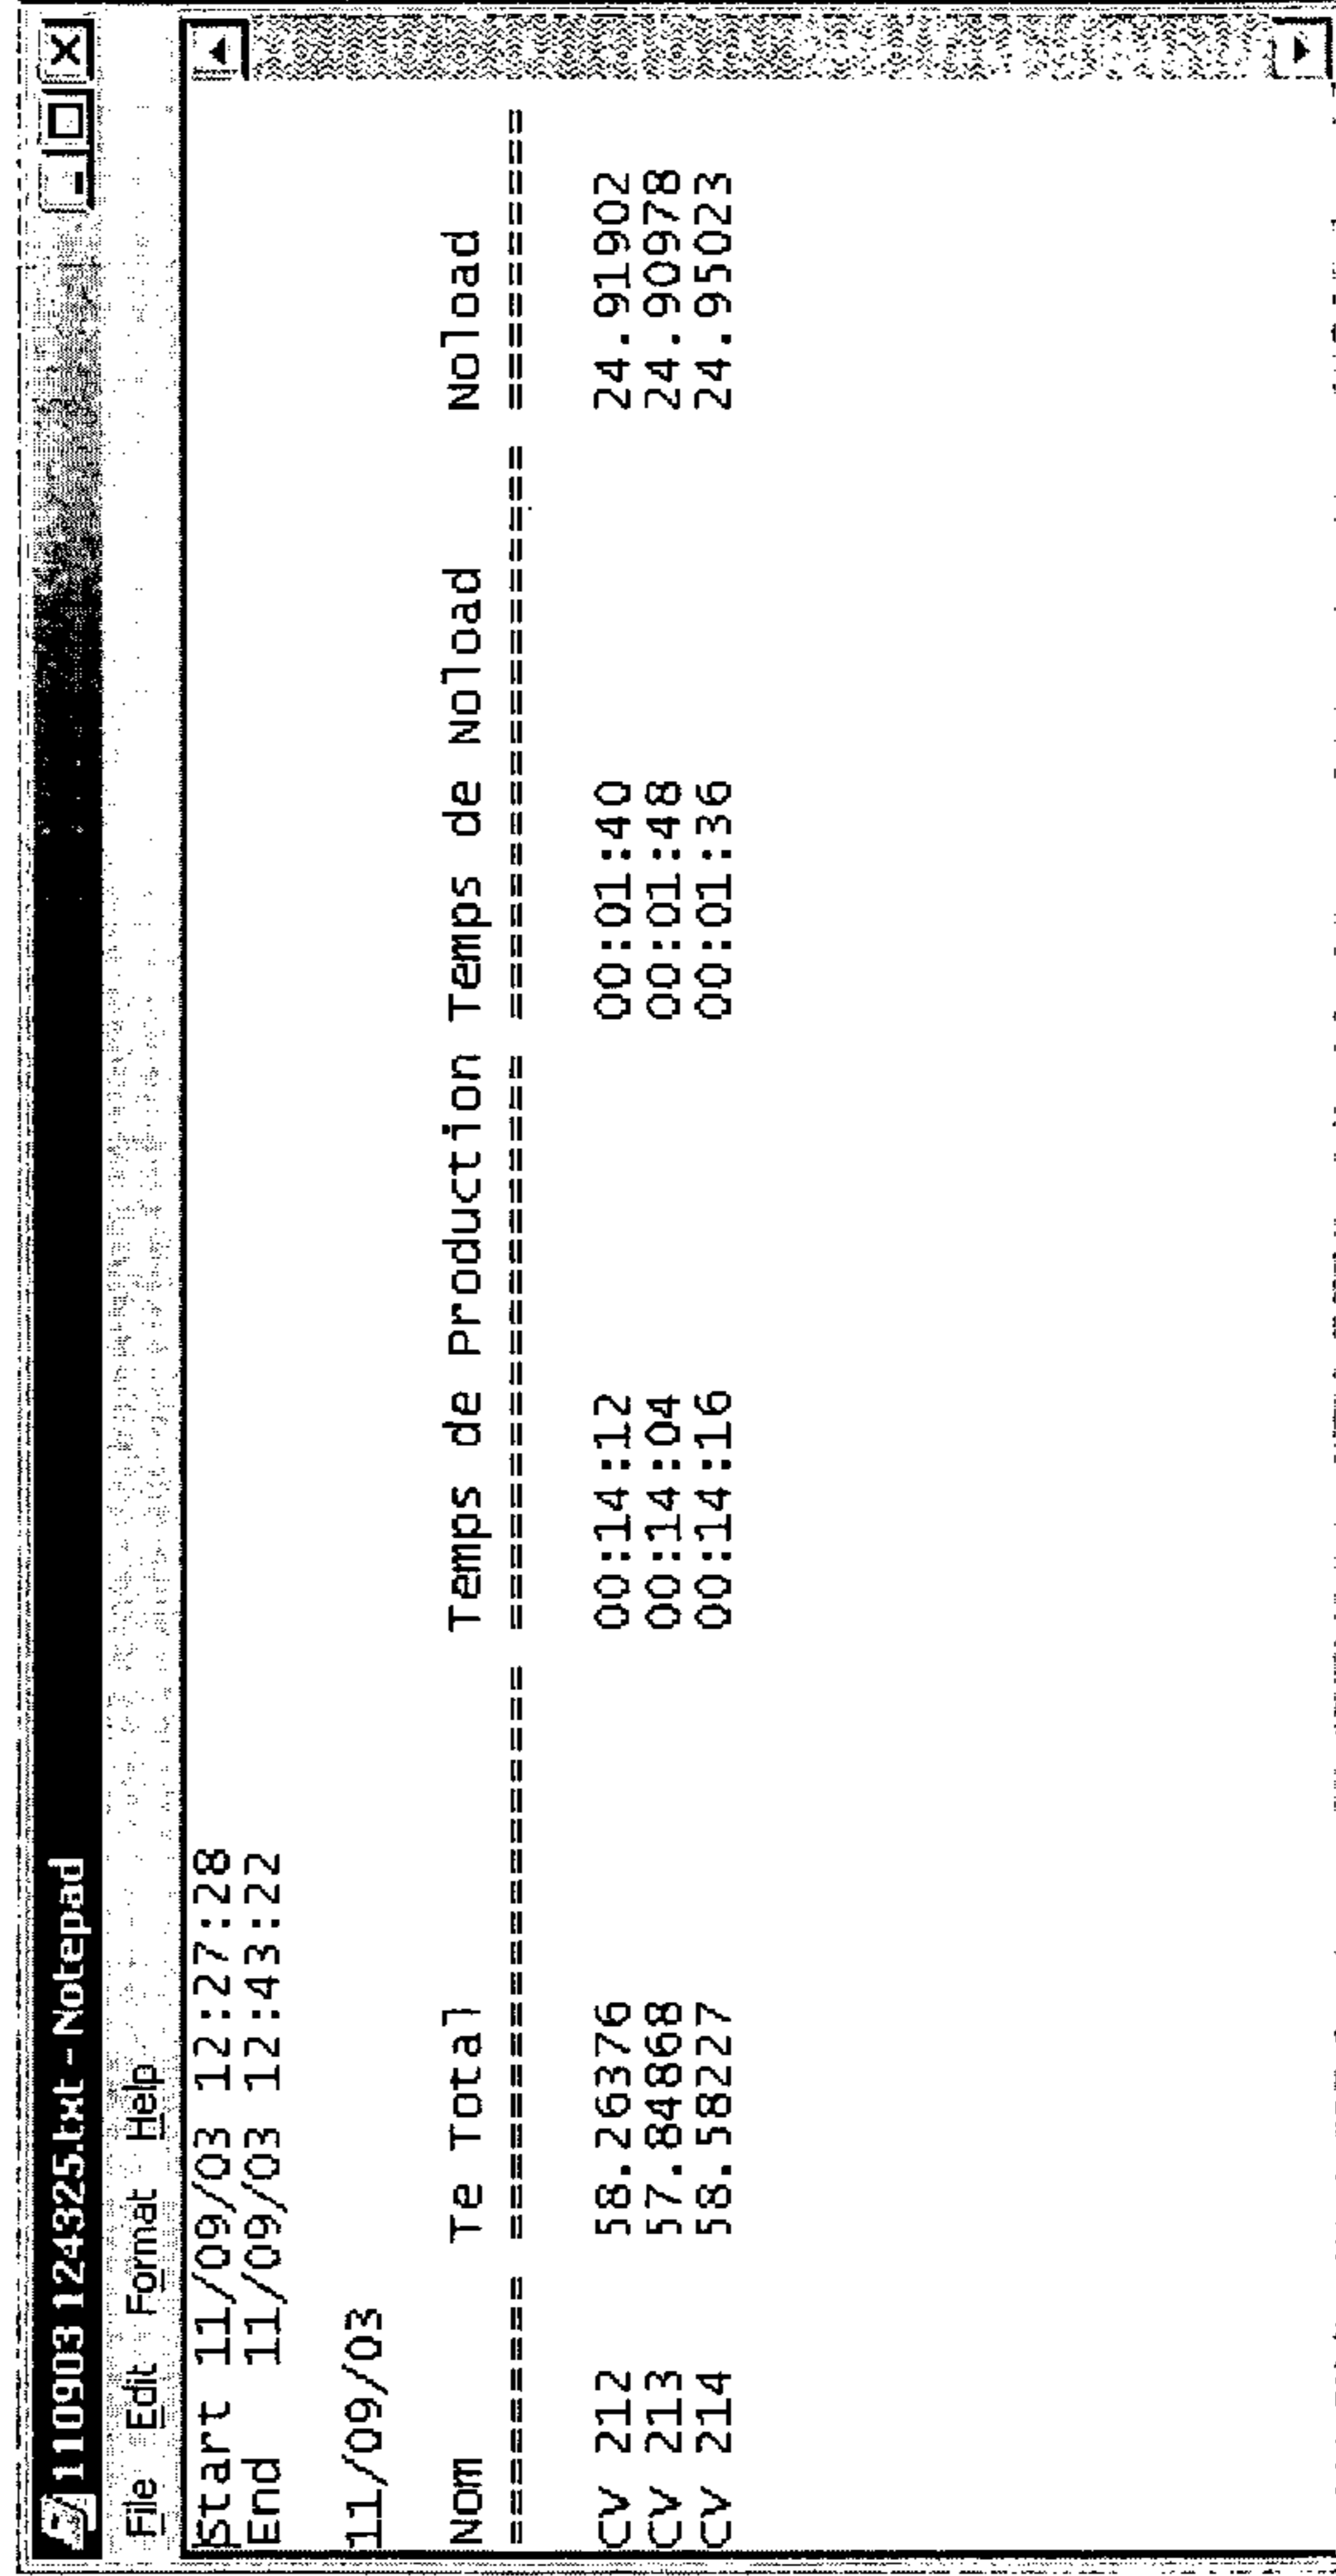 110903 124325.txt - Notepad
File Edit Format Help
Start 11/09/03 12:27:28
End 11/09/03 12:43:22
11/09/03
Nom Te Total Temps de Production Temps de Noload Noload
CV 212 58.26376 00:14:12 00:01:40 24.91902
CV 213 57.84868 00:14:04 00:01:48 24.90978
CV 214 58.58227 00:14:16 00:01:36 24.95023